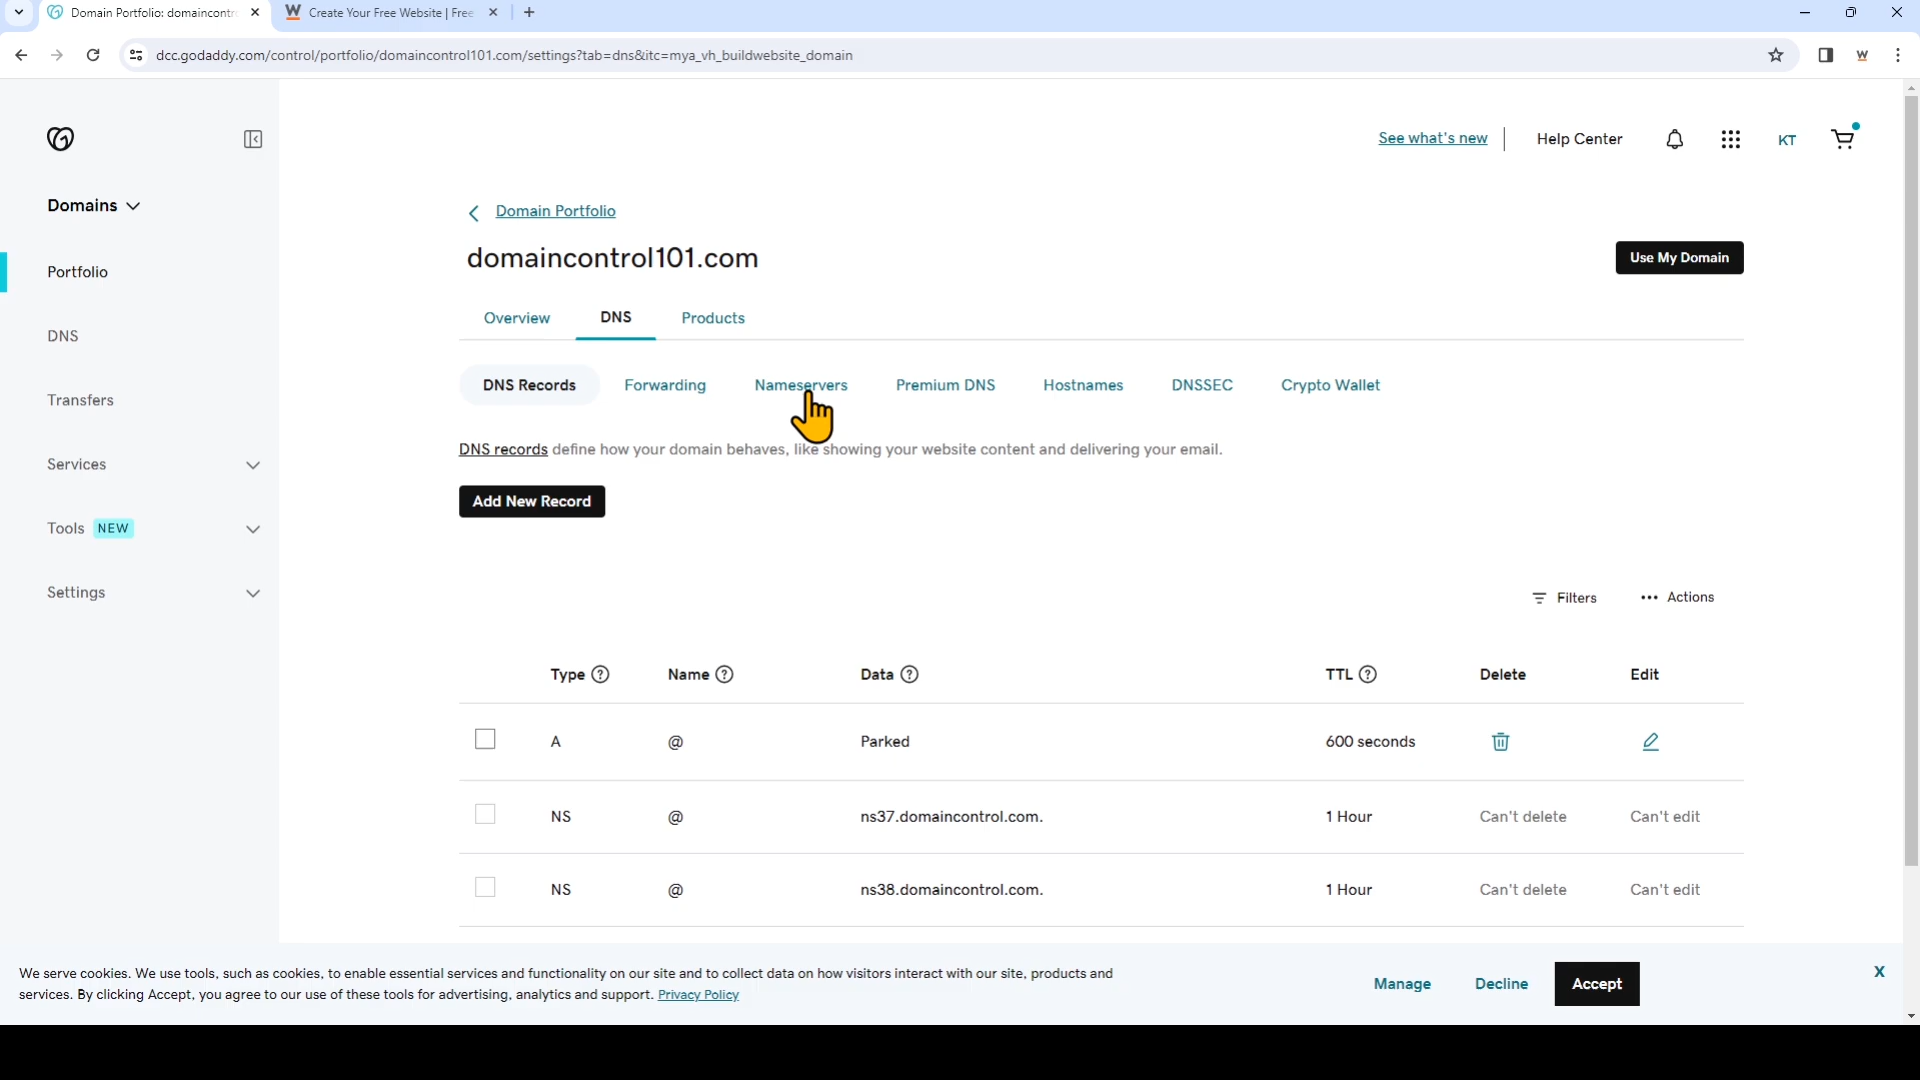 Domain Portfolio: domaincontr
Create Your Free Website | Free
dcc.godaddy.com/control/portfolio/domaincontrol101.com/settings?tab=dns&itc=mya_vh_buildwebsite_domain
See what's new
Help Center
KT
Domains
Portfolio
DNS
Transfers
Services
Tools NEW
Settings
Domain Portfolio
domaincontrol101.com
Use My Domain
Overview DNS Products
DNS Records Forwarding Nameservers Premium DNS Hostnames DNSSEC Crypto Wallet
DNS records define how your domain behaves, like showing your website content and delivering your email.
Add New Record
Filters ··· Actions
Type ? Name ? Data ? TTL ? Delete Edit
A @ Parked 600 seconds
NS @ ns37.domaincontrol.com. 1 Hour Can't delete Can't edit
NS @ ns38.domaincontrol.com. 1 Hour Can't delete Can't edit
We serve cookies. We use tools, such as cookies, to enable essential services and functionality on our site and to collect data on how visitors interact with our site, products and
services. By clicking Accept, you agree to our use of these tools for advertising, analytics and support. Privacy Policy
Manage Decline Accept X